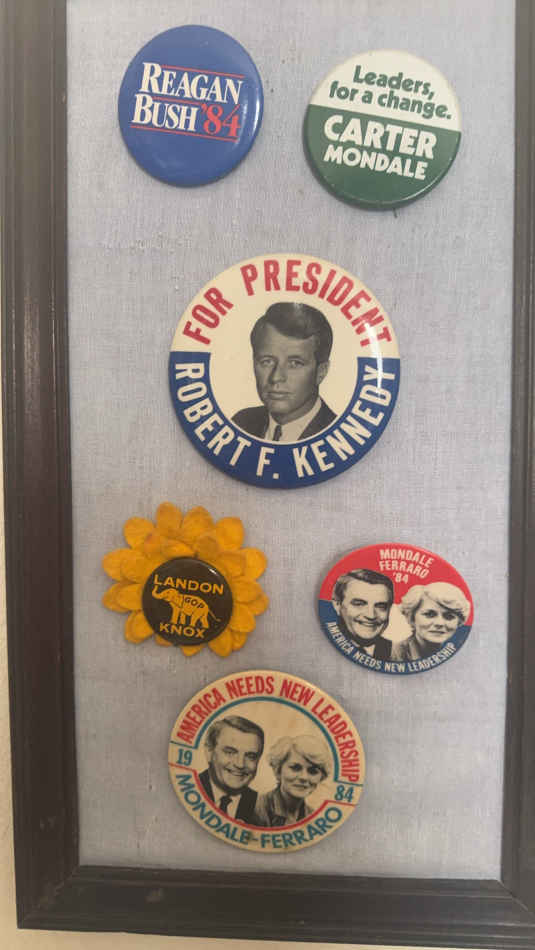 REAGAN
BUSH '84
Leaders,
for a change.
CARTER
MONDALE
FOR PRESIDENT
ROBERT F. KENNEDY
LANDON
GOP
KNOX
MONDALE
FERRARO
'84
AMERICA NEEDS NEW LEADERSHIP
AMERICA NEEDS NEW LEADERSHIP
19 84
MONDALE-FERRARO